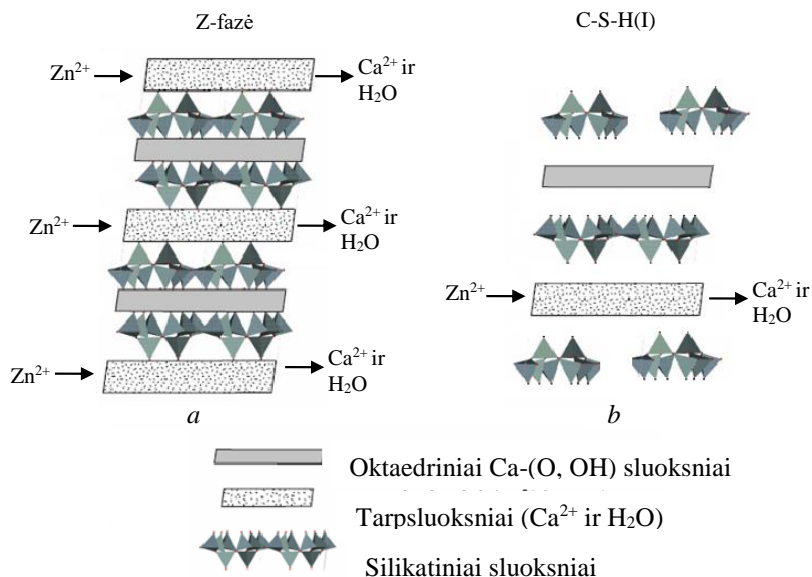 Z-fazė
C-S-H(I)
Zn²⁺
Ca²⁺ ir
H₂O
Zn²⁺
Ca²⁺ ir
H₂O
Zn²⁺
Ca²⁺ ir
H₂O
Zn²⁺
Ca²⁺ ir
H₂O
a
b
Oktaedriniai Ca-(O, OH) sluoksniai
Tarpsluoksniai (Ca²⁺ ir H₂O)
Silikatiniai sluoksniai